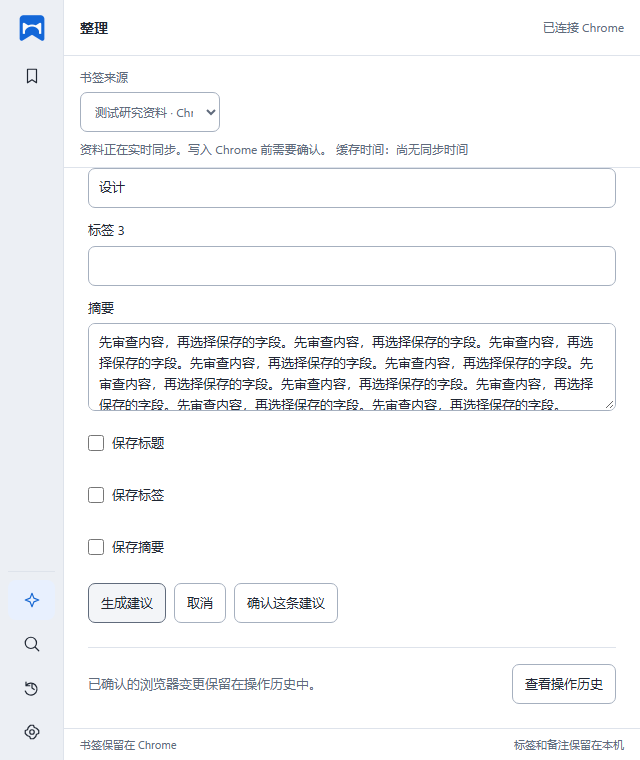 整理
已连接 Chrome
书签来源
测试研究资料 · Chr
资料正在实时同步。写入 Chrome 前需要确认。 缓存时间：尚无同步时间
设计
标签 3
摘要
先审查内容，再选择保存的字段。先审查内容，再选择保存的字段。先审查内容，再选
择保存的字段。先审查内容，再选择保存的字段。先审查内容，再选择保存的字段。先
审查内容，再选择保存的字段。先审查内容，再选择保存的字段。先审查内容，再选择
保存的字段。先审查内容，再选择保存的字段。先审查内容，再选择保存的字段。
保存标题
保存标签
保存摘要
生成建议
取消
确认这条建议
已确认的浏览器变更保留在操作历史中。
查看操作历史
书签保留在 Chrome
标签和备注保留在本机